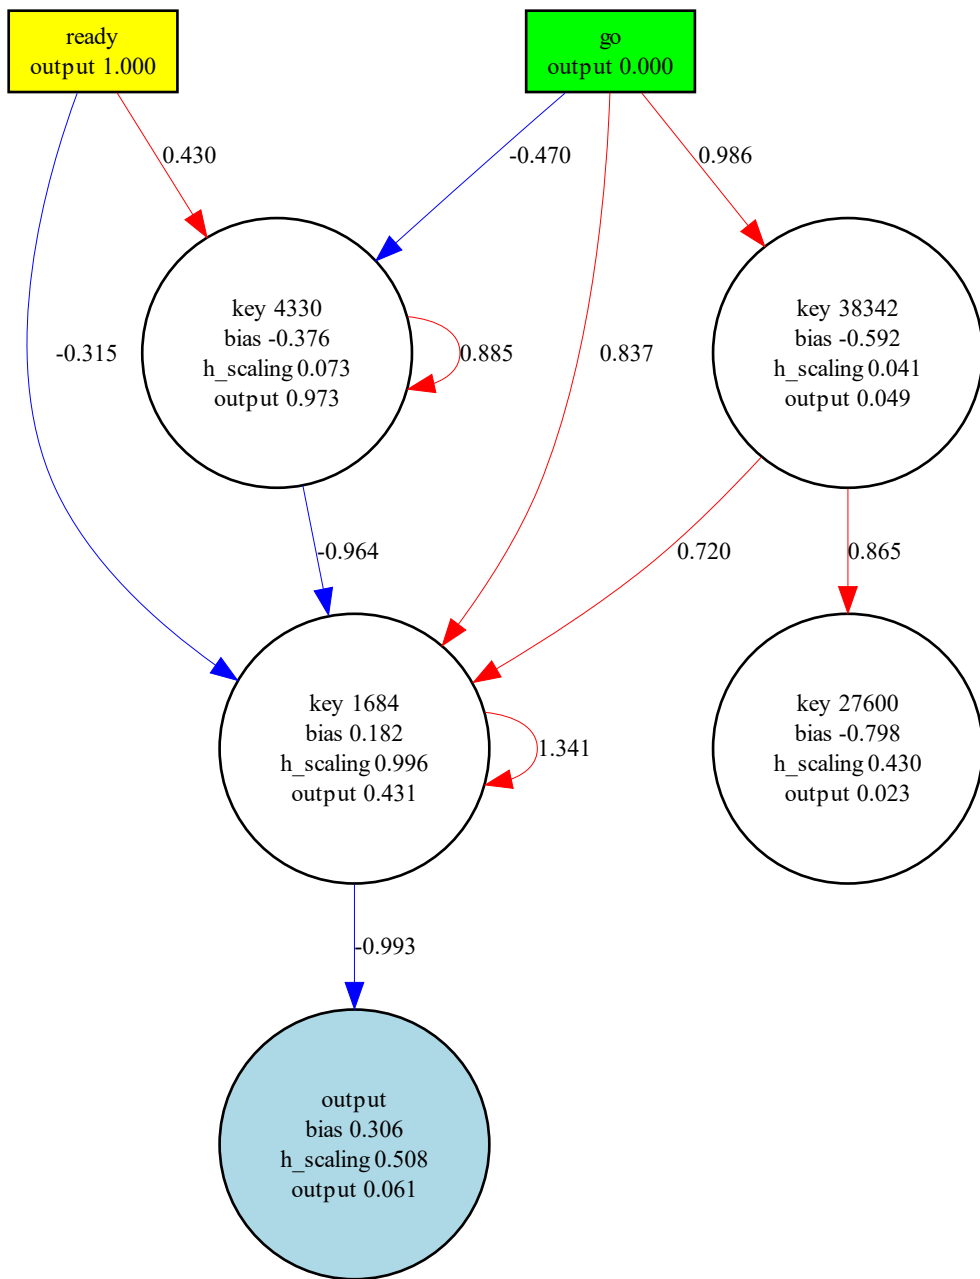 ready
output 1.000
go
output 0.000
0.430
-0.470
0.986
key 4330
bias -0.376
h_scaling 0.073
output 0.973
key 38342
bias -0.592
h_scaling 0.041
output 0.049
-0.315
0.885
0.837
-0.964
0.720
0.865
key 1684
bias 0.182
h_scaling 0.996
output 0.431
1.341
key 27600
bias -0.798
h_scaling 0.430
output 0.023
-0.993
output
bias 0.306
h_scaling 0.508
output 0.061